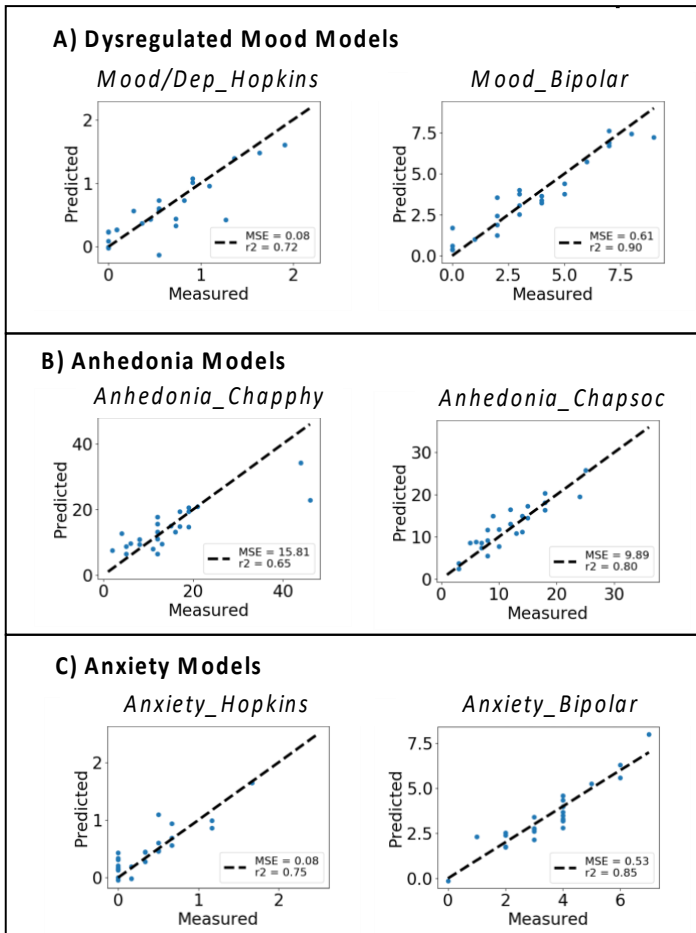 A) Dysregulated Mood Models
Mood/Dep_Hopkins
Mood_Bipolar
2
1
0
Predicted
MSE = 0.08
r2 = 0.72
0 1 2
Measured
7.5
5.0
2.5
0.0
Predicted
MSE = 0.61
r2 = 0.90
0.0 2.5 5.0 7.5
Measured
B) Anhedonia Models
Anhedonia_Chapphy
Anhedonia_Chapsoc
40
20
0
Predicted
MSE = 15.81
r2 = 0.65
0 20 40
Measured
30
20
10
0
Predicted
MSE = 9.89
r2 = 0.80
0 10 20 30
Measured
C) Anxiety Models
Anxiety_Hopkins
Anxiety_Bipolar
2
1
0
Predicted
MSE = 0.08
r2 = 0.75
0 1 2
Measured
7.5
5.0
2.5
0.0
Predicted
MSE = 0.53
r2 = 0.85
0 2 4 6
Measured